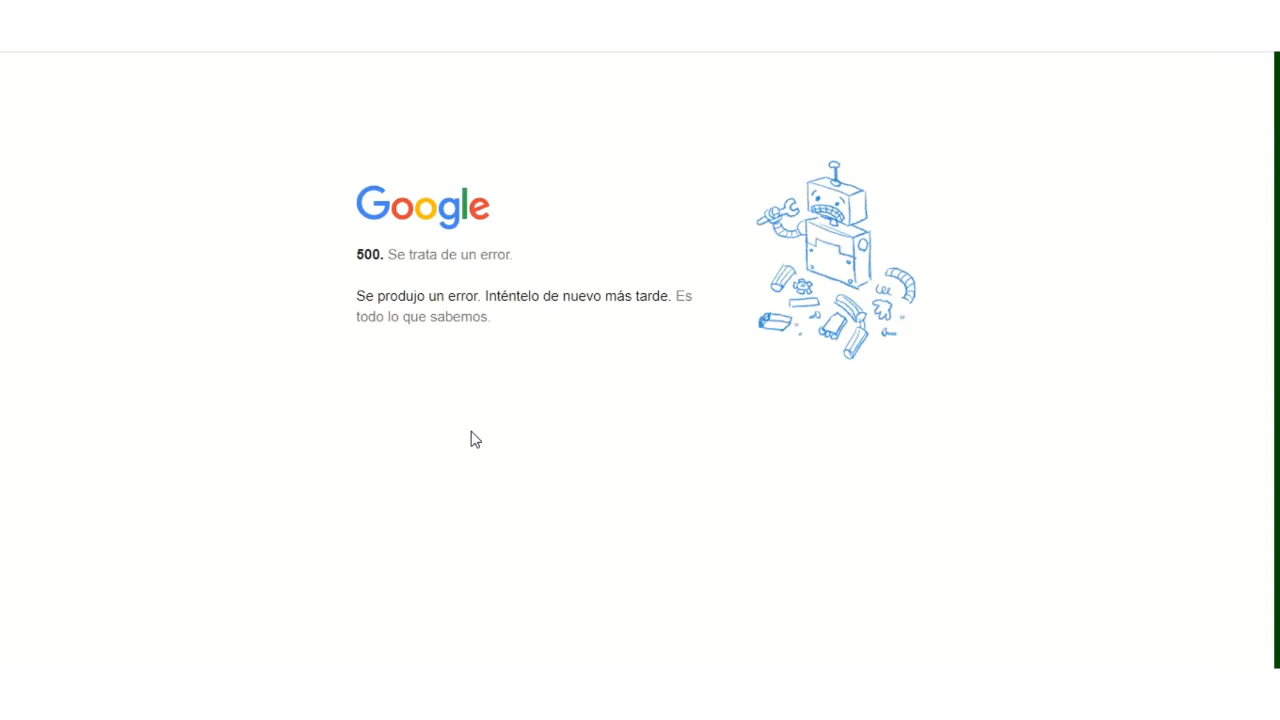 Google
500. Se trata de un error.
Se produjo un error. Inténtelo de nuevo más tarde. Es
todo lo que sabemos.